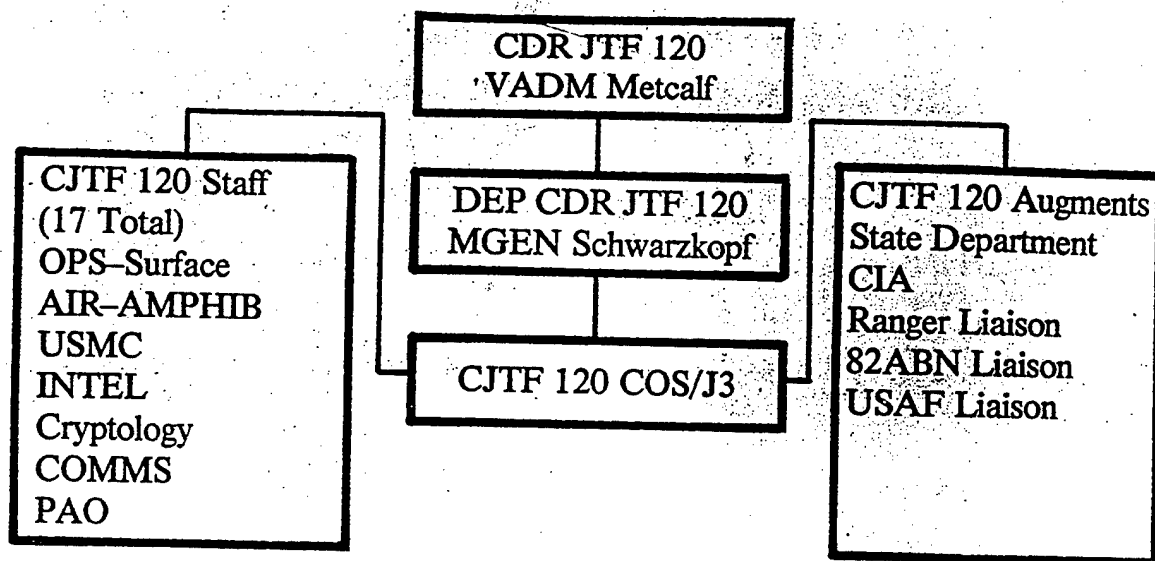 CDR JTF 120
VADM Metcalf
CJTF 120 Staff
(17 Total)
OPS–Surface
AIR–AMPHIB
USMC
INTEL
Cryptology
COMMS
PAO
DEP CDR JTF 120
MGEN Schwarzkopf
CJTF 120 COS/J3
CJTF 120 Augments
State Department
CIA
Ranger Liaison
82ABN Liaison
USAF Liaison